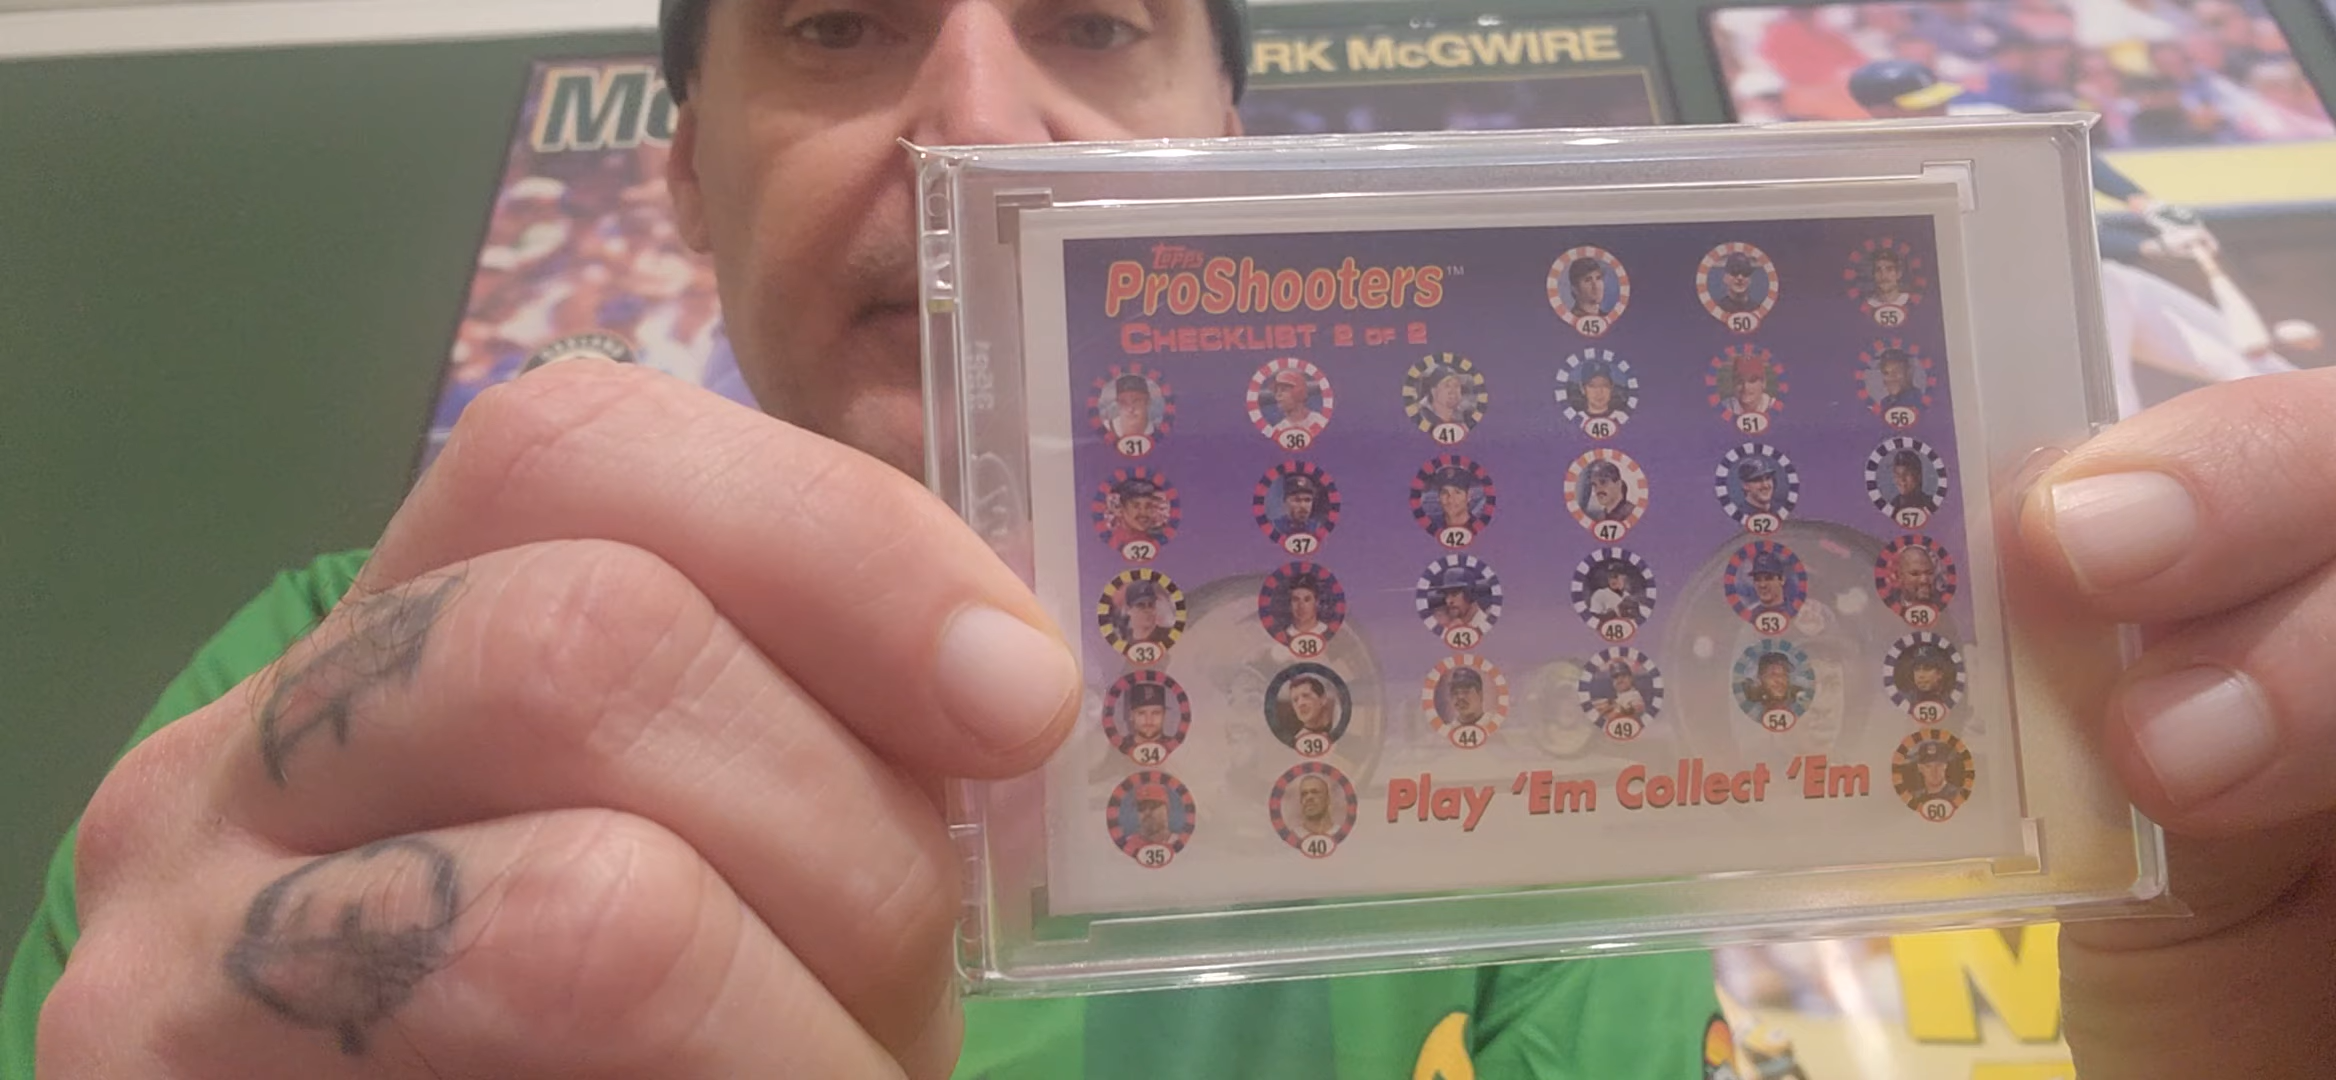 Mc
RK McGWIRE
Topps
ProShooters™
CHECKLIST 2 OF 2
45 50 55
31 36 41 46 51 56
32 37 42 47 52 57
33 38 43 48 53 58
34 39 44 49 54 59
35 40 Play 'Em Collect 'Em 60